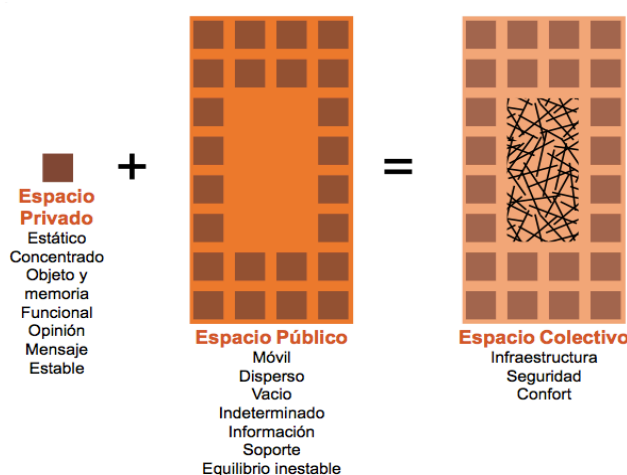 +
=
Espacio
Privado
Estático
Concentrado
Objeto y
memoria
Funcional
Opinión
Mensaje
Estable
Espacio Público
Móvil
Disperso
Vacio
Indeterminado
Información
Soporte
Equilibrio inestable
Espacio Colectivo
Infraestructura
Seguridad
Confort